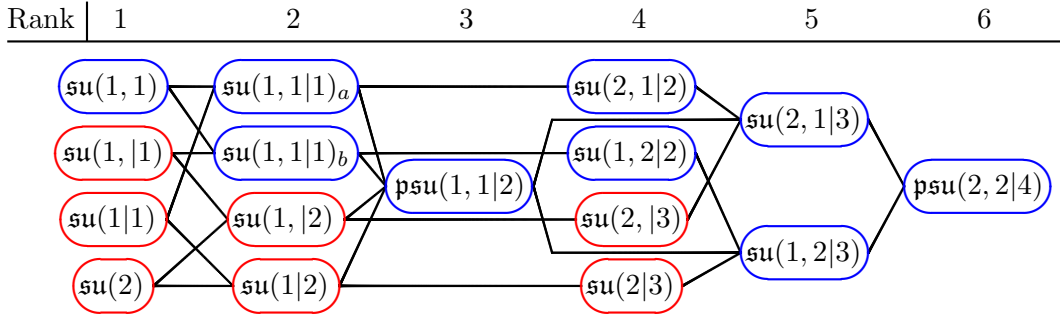 Rank 1 2 3 4 5 6
𝔰𝔲(1, 1) 𝔰𝔲(1, 1|1)a 𝔰𝔲(2, 1|2)
𝔰𝔲(2, 1|3)
𝔰𝔲(1, |1) 𝔰𝔲(1, 1|1)b 𝔰𝔲(1, 2|2)
𝔭𝔰𝔲(1, 1|2) 𝔭𝔰𝔲(2, 2|4)
𝔰𝔲(1|1) 𝔰𝔲(1, |2) 𝔰𝔲(2, |3)
𝔰𝔲(1, 2|3)
𝔰𝔲(2) 𝔰𝔲(1|2) 𝔰𝔲(2|3)